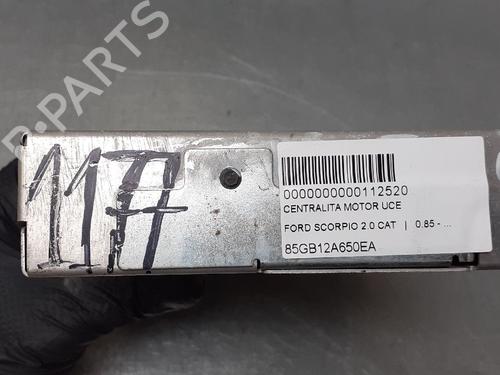 B-PARTS
1177
0000000000112520
CENTRALITA MOTOR UCE
FORD SCORPIO 2.0 CAT | 0.85 - ...
85GB12A650EA